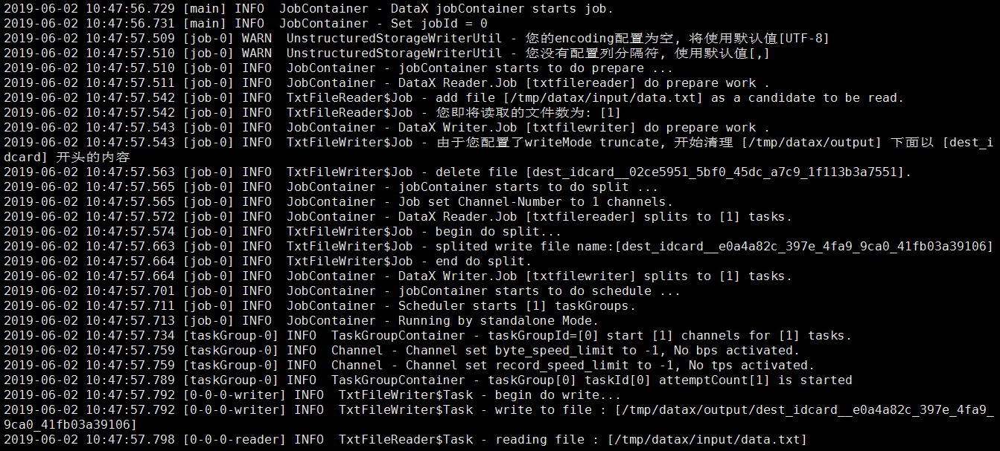 2019-06-02 10:47:56.729 [main] INFO  JobContainer - DataX jobContainer starts job.
2019-06-02 10:47:56.731 [main] INFO  JobContainer - Set jobId = 0
2019-06-02 10:47:57.509 [job-0] WARN  UnstructuredStorageWriterUtil - 您的encoding配置为空, 将使用默认值[UTF-8]
2019-06-02 10:47:57.510 [job-0] WARN  UnstructuredStorageWriterUtil - 您没有配置列分隔符, 使用默认值[,]
2019-06-02 10:47:57.510 [job-0] INFO  JobContainer - jobContainer starts to do prepare ...
2019-06-02 10:47:57.511 [job-0] INFO  JobContainer - DataX Reader.Job [txtfilereader] do prepare work .
2019-06-02 10:47:57.542 [job-0] INFO  TxtFileReader$Job - add file [/tmp/datax/input/data.txt] as a candidate to be read.
2019-06-02 10:47:57.542 [job-0] INFO  TxtFileReader$Job - 您即将读取的文件数为: [1]
2019-06-02 10:47:57.543 [job-0] INFO  JobContainer - DataX Writer.Job [txtfilewriter] do prepare work .
2019-06-02 10:47:57.543 [job-0] INFO  TxtFileWriter$Job - 由于您配置了writeMode truncate, 开始清理 [/tmp/datax/output] 下面以 [dest_i
dcard] 开头的内容
2019-06-02 10:47:57.563 [job-0] INFO  TxtFileWriter$Job - delete file [dest_idcard__02ce5951_5bf0_45dc_a7c9_1f113b3a7551].
2019-06-02 10:47:57.565 [job-0] INFO  JobContainer - jobContainer starts to do split ...
2019-06-02 10:47:57.565 [job-0] INFO  JobContainer - Job set Channel-Number to 1 channels.
2019-06-02 10:47:57.572 [job-0] INFO  JobContainer - DataX Reader.Job [txtfilereader] splits to [1] tasks.
2019-06-02 10:47:57.574 [job-0] INFO  TxtFileWriter$Job - begin do split...
2019-06-02 10:47:57.663 [job-0] INFO  TxtFileWriter$Job - splited write file name:[dest_idcard__e0a4a82c_397e_4fa9_9ca0_41fb03a39106]
2019-06-02 10:47:57.664 [job-0] INFO  TxtFileWriter$Job - end do split.
2019-06-02 10:47:57.664 [job-0] INFO  JobContainer - DataX Writer.Job [txtfilewriter] splits to [1] tasks.
2019-06-02 10:47:57.701 [job-0] INFO  JobContainer - jobContainer starts to do schedule ...
2019-06-02 10:47:57.711 [job-0] INFO  JobContainer - Scheduler starts [1] taskGroups.
2019-06-02 10:47:57.713 [job-0] INFO  JobContainer - Running by standalone Mode.
2019-06-02 10:47:57.734 [taskGroup-0] INFO  TaskGroupContainer - taskGroupId=[0] start [1] channels for [1] tasks.
2019-06-02 10:47:57.759 [taskGroup-0] INFO  Channel - Channel set byte_speed_limit to -1, No bps activated.
2019-06-02 10:47:57.759 [taskGroup-0] INFO  Channel - Channel set record_speed_limit to -1, No tps activated.
2019-06-02 10:47:57.789 [taskGroup-0] INFO  TaskGroupContainer - taskGroup[0] taskId[0] attemptCount[1] is started
2019-06-02 10:47:57.792 [0-0-0-writer] INFO  TxtFileWriter$Task - begin do write...
2019-06-02 10:47:57.792 [0-0-0-writer] INFO  TxtFileWriter$Task - write to file : [/tmp/datax/output/dest_idcard__e0a4a82c_397e_4fa9_
9ca0_41fb03a39106]
2019-06-02 10:47:57.798 [0-0-0-reader] INFO  TxtFileReader$Task - reading file : [/tmp/datax/input/data.txt]